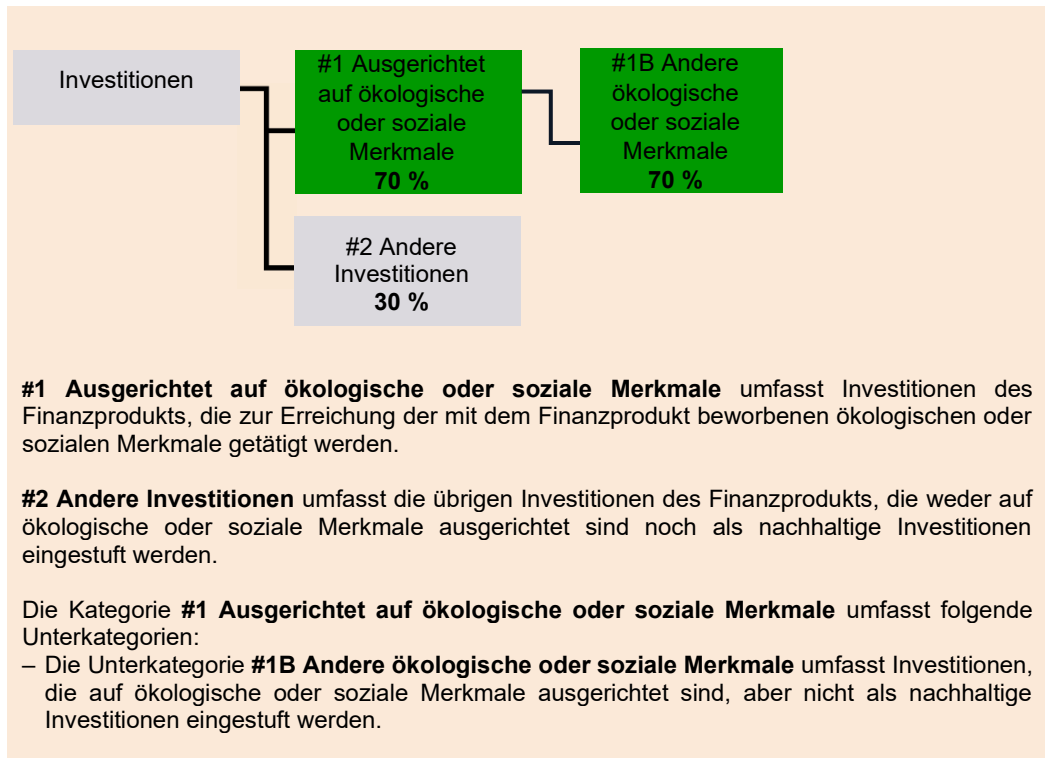 Investitionen
#1 Ausgerichtet
auf ökologische
oder soziale
Merkmale
70 %
#1B Andere
ökologische
oder soziale
Merkmale
70 %
#2 Andere
Investitionen
30 %
#1 Ausgerichtet auf ökologische oder soziale Merkmale umfasst Investitionen des
Finanzprodukts, die zur Erreichung der mit dem Finanzprodukt beworbenen ökologischen oder
sozialen Merkmale getätigt werden.
#2 Andere Investitionen umfasst die übrigen Investitionen des Finanzprodukts, die weder auf
ökologische oder soziale Merkmale ausgerichtet sind noch als nachhaltige Investitionen
eingestuft werden.
Die Kategorie #1 Ausgerichtet auf ökologische oder soziale Merkmale umfasst folgende
Unterkategorien:
– Die Unterkategorie #1B Andere ökologische oder soziale Merkmale umfasst Investitionen,
die auf ökologische oder soziale Merkmale ausgerichtet sind, aber nicht als nachhaltige
Investitionen eingestuft werden.